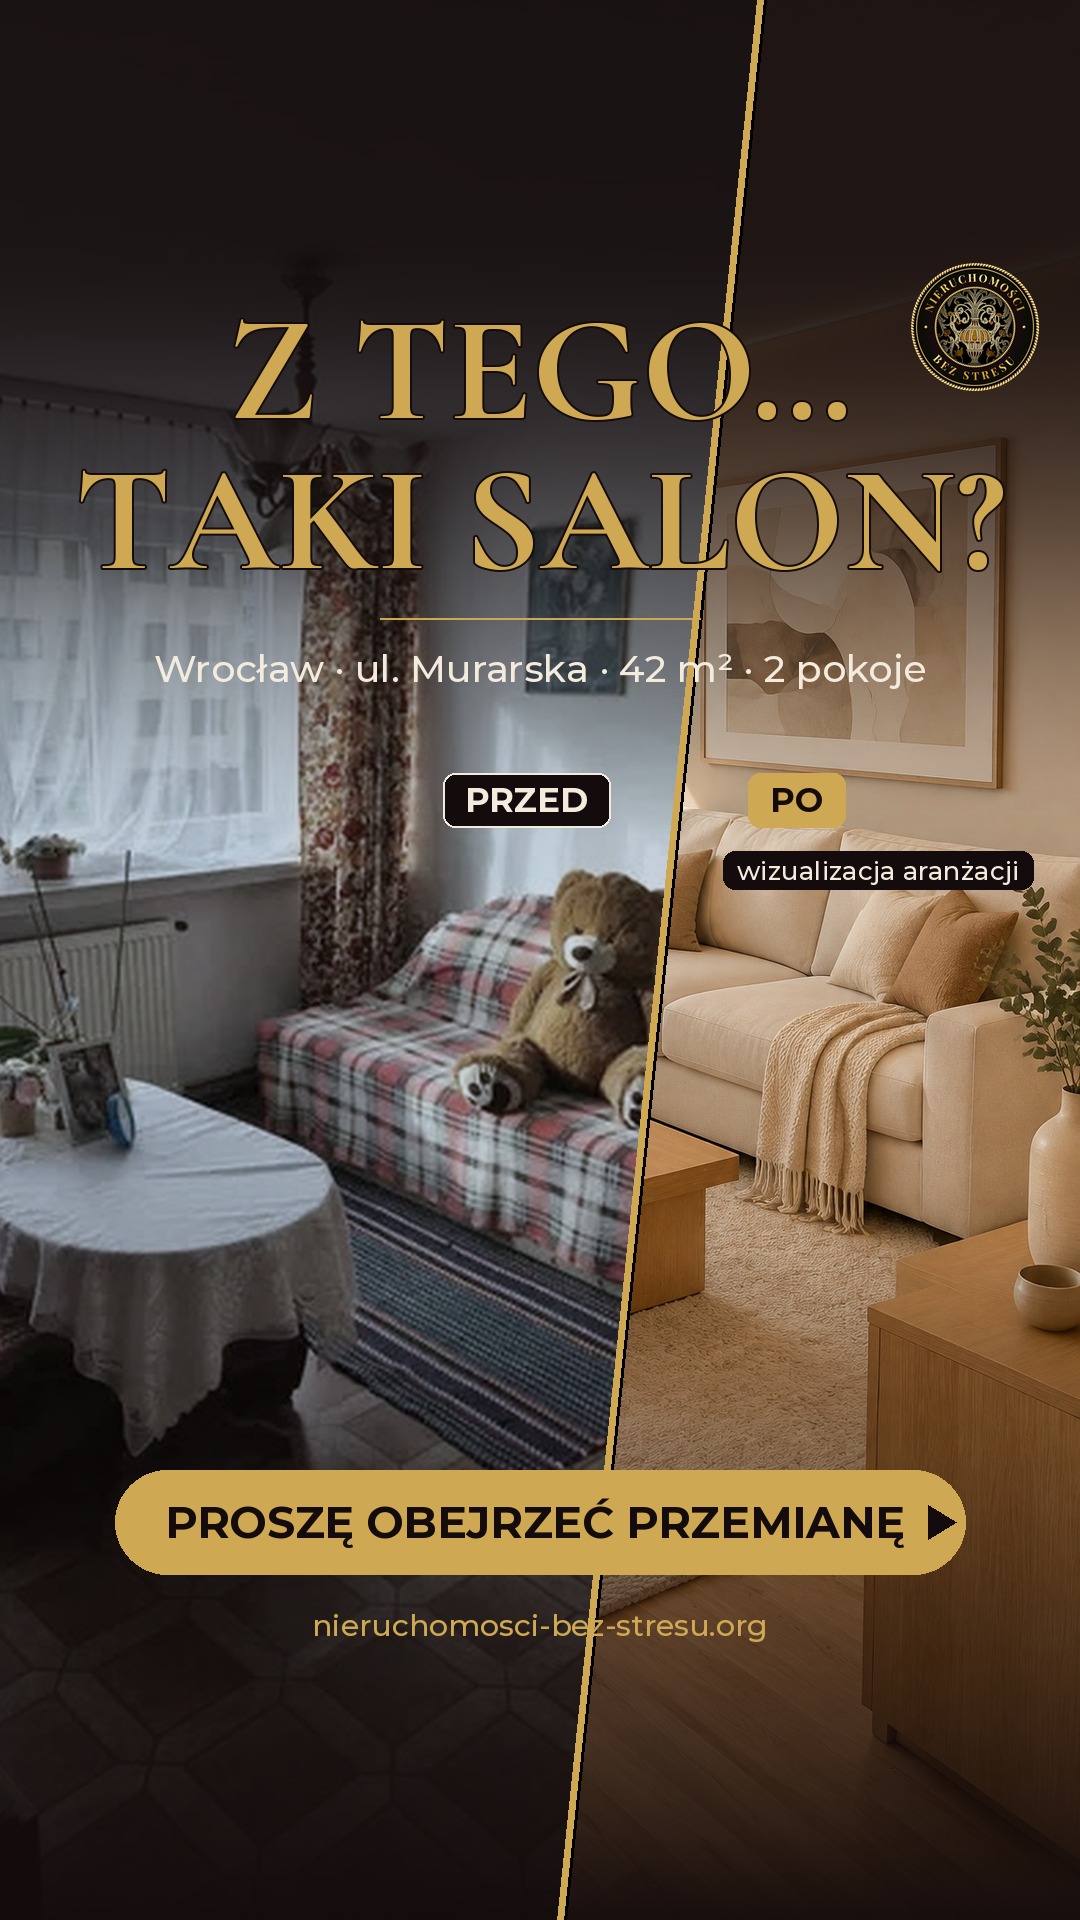 NIERUCHOMOŚCI
BEZ STRESU
Z TEGO...
TAKI SALON?
Wrocław · ul. Murarska · 42 m² · 2 pokoje
PRZED
PO
wizualizacja aranżacji
PROSZĘ OBEJRZEĆ PRZEMIANĘ ▶
nieruchomosci-bez-stresu.org